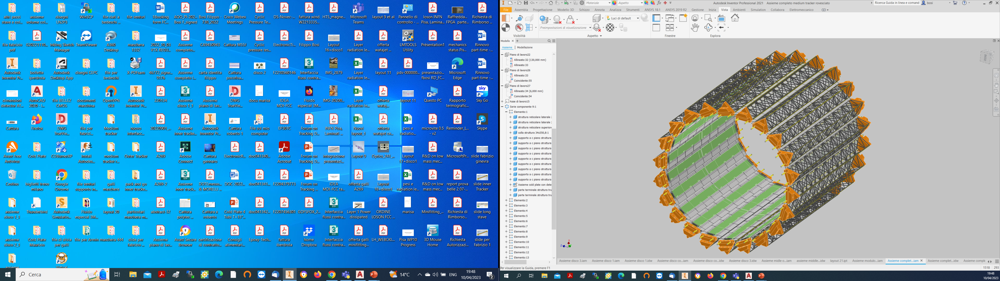 altri pezzi stave e col...
assieme volume col...
disegni LN2P3
WinSCP
file dati a bedeschi ...
file venturi
1Booking form FC...
AOO_PI-202... Bosi F_signed
Bosi Filippo - 730_2022
Cisco Webex Meetings
Cyclic Pressure Te...
DS-Novec-...
fattura wind W2213335...
HTS_magne...
Microsoft Teams
layout 9 et al
Pannello di controllo - ...
loson INFN Pisa, Lamina...
Raffredda... FPGA parte...
Richiesta di Rimborso ...
file fabrizio pdf
G20221110...
Inkling Sketch Manager
TeamViewer
A360 Desktop
maschera 1332
2022_10_03 VTX REGU...
Assieme completo...
CA9450943
Cattura M55J
Cyclic pressure tes...
ElectronicTi...
Filippo Bosi
Layout 16+disco1
Layer radiation le...
offerta watajet ...
LMTOOLS Utility
Présentation1
mechanics status Pis...
Rinnovo part-time -...
Autodesk Inventor Pr...
bollette iperdrola
Autodesk Desktop App
disegni CEPC
file per bedeschi
X-PDFsam
46772_signe... 9176
Assieme completo l...
carta identita filippo
Cattura pocofoa...
disco 2
F2210560146
Interfaccia flussi contra...
IMG_2879
Layer radiation le...
layout 11
pdv-000000...
presentazio... fbosi RD_FC...
Microsoft Edge
Rinnovo part-time -...
dimensioni detector AT...
AutoCAD 2020 - I...
file BELLE2 CMOS
documenti macchina
OpenVPN GUI
Autodesk Inventor Pr...
220134
Assieme disco 1_1
Assieme piano di lav...
DWG TrueVie...
docu marisa
IDEA MDI-FCC
Fluido especial 3M...
IMG-20200...
Layer radiation le...
offerta wataj...
layout 11
Questo PC
Rapporto termografic...
Sky Go
Cattura
Firefox
DWG TrueVie...
file per fabrizi...
Medium tracker
nuovo interfacc...
20220901_...
Assieme inner tracke...
Autodesk Inventor Pr...
Cattura roberto 1
File sul mio computer
EP30TC
Forum on Tracking D...
INFN Pisa, Laminati ...
Nuovi layout_1
offerta watajet ce...
pesi e radiatio...
microvite 0.5 - v2
Reminder_L...
Skype
Avast Free Antivirus
Cold Plate
CDBurnerXP
Install Autodes...
medium tracker r...
Outer Tracker
A269
Adobe Connect
Cattura gennaro
ElectronicR...
doc041340...
Adobe Acrobat
Forum on Tracking D...
integrazione presentazi...
Layout 9
Optics_241_...
Layout 17+disco1
R&D on low mass mec...
MicrosoftPr...
slide fabrizio ginevra
Cestino
biglietti treno milano
Google Chrome
file venturi supporto in...
galli maschere
pack and go inner tracke...
A269-2
Assieme inner track...
DDTEmesso... & MORELLI ...
DOC-2022...
doc041341...
F2204379773
Forum on Tracking ...
IDEA MDI-FCC ta...
offerta galli A269
Layout 18+disco1
pesi e radiation le...
R&D on low mass mec...
report prova belle 2 07-...
slide inner Tracker
assieme disco 1_1
Thunderbird
Autodesk Simulatio...
Fluido especial 3M...
layout 20
particolari maschera m...
abstract-32
Cattura polytec ...
Cattura x roberto
Cold Plate 4 Tubi T=15°...
doc041342...
F2207456301
GDFSFOX_2...
Interfaccia flussi contra...
Layer 1 Power dissipated
ORDINE LOSON FCC ...
marisa
Minifitting_...
Richiesta di Rimborso...
slide long stave
assieme disco 2_1
Cold Plate Maurizio
file di silvia per galli
file per Armin
maschera 444
slide per fabrizio ...
Assieme piano di lav...
Avast Secure Browser
certificazione di contratto...
Consigli alimentari...
Epoxy-Tech...
fattura iberdrola
home Dropbox
Interfaccia flussi contra...
offerta galli minifitting...
LH_WEBCKI...
Pisa WP10 Progress
3D Mouse Home
Richiesta Autorizzazi...
slide per Fabrizio 1
assieme
Virtual
Cerca
14°C
ENG
19:48
10/04/2023
2
Materiale
Aspetto
Autodesk Inventor Professional 2021 Assieme completo medium tracker rovesciato
Ricerca Guida in linea e comand
bosi
File Assembla Progettazione Modello 3D Schizzo Annota Analizza Strumenti ANSYS 18.1 ANSYS 2019 R2 Gestione Inizia Vista Ambienti Simulation Collabora Elettromeccanico
Luci di default
Preimpostazioni di visualizzazione
Visibilità
Aspetto
Finestre
Esplora
Modello
Assieme | Modellazione
Piano di lavoro22
Allineato:32 (130,000 mm)
Allineato:33
Piano di lavoro26
Allineato:33
Coincidente:55
Piano di lavoro27
Allineato:34 (6,000 mm)
Coincidente:54
Asse di lavoro15
Serie componente 9:1
Elemento:1
struttura reticolare laterale 2
struttura reticolare laterale 2
struttura reticolare superiore
colla struttura 34x350,8:1
supporto a c piano struttura
supporto a c piano struttura
supporto a c piano struttura
supporto a c piano struttura
supporto a c piano struttura
supporto a c piano struttura
supporto a c piano struttura
supporto a c piano struttura
supporto a c piano struttura
Assieme cold plate con dete
parte terminale struttura tru
parte terminale struttura tru
Elemento:2
Elemento:3
Elemento:4
Elemento:5
Elemento:6
Elemento:7
Elemento:8
Elemento:9
Elemento:10
Elemento:11
Elemento:12
Elemento:13
X
Z
Assieme disco 3.iam
Assieme disco 1.iam
Assieme disco 1.idw
Assieme disco co...iam
Assieme disco co...idw
Assieme disco 3.idw
Assieme midle o...iam
assieme middle...idw
layout 21.ipt
Assieme modulo...iam
Assieme complet...iam
Assieme complet...idw
Assieme comple
Per visualizzare la Guida, premere F1
1518 293
19:48
10/04/2023